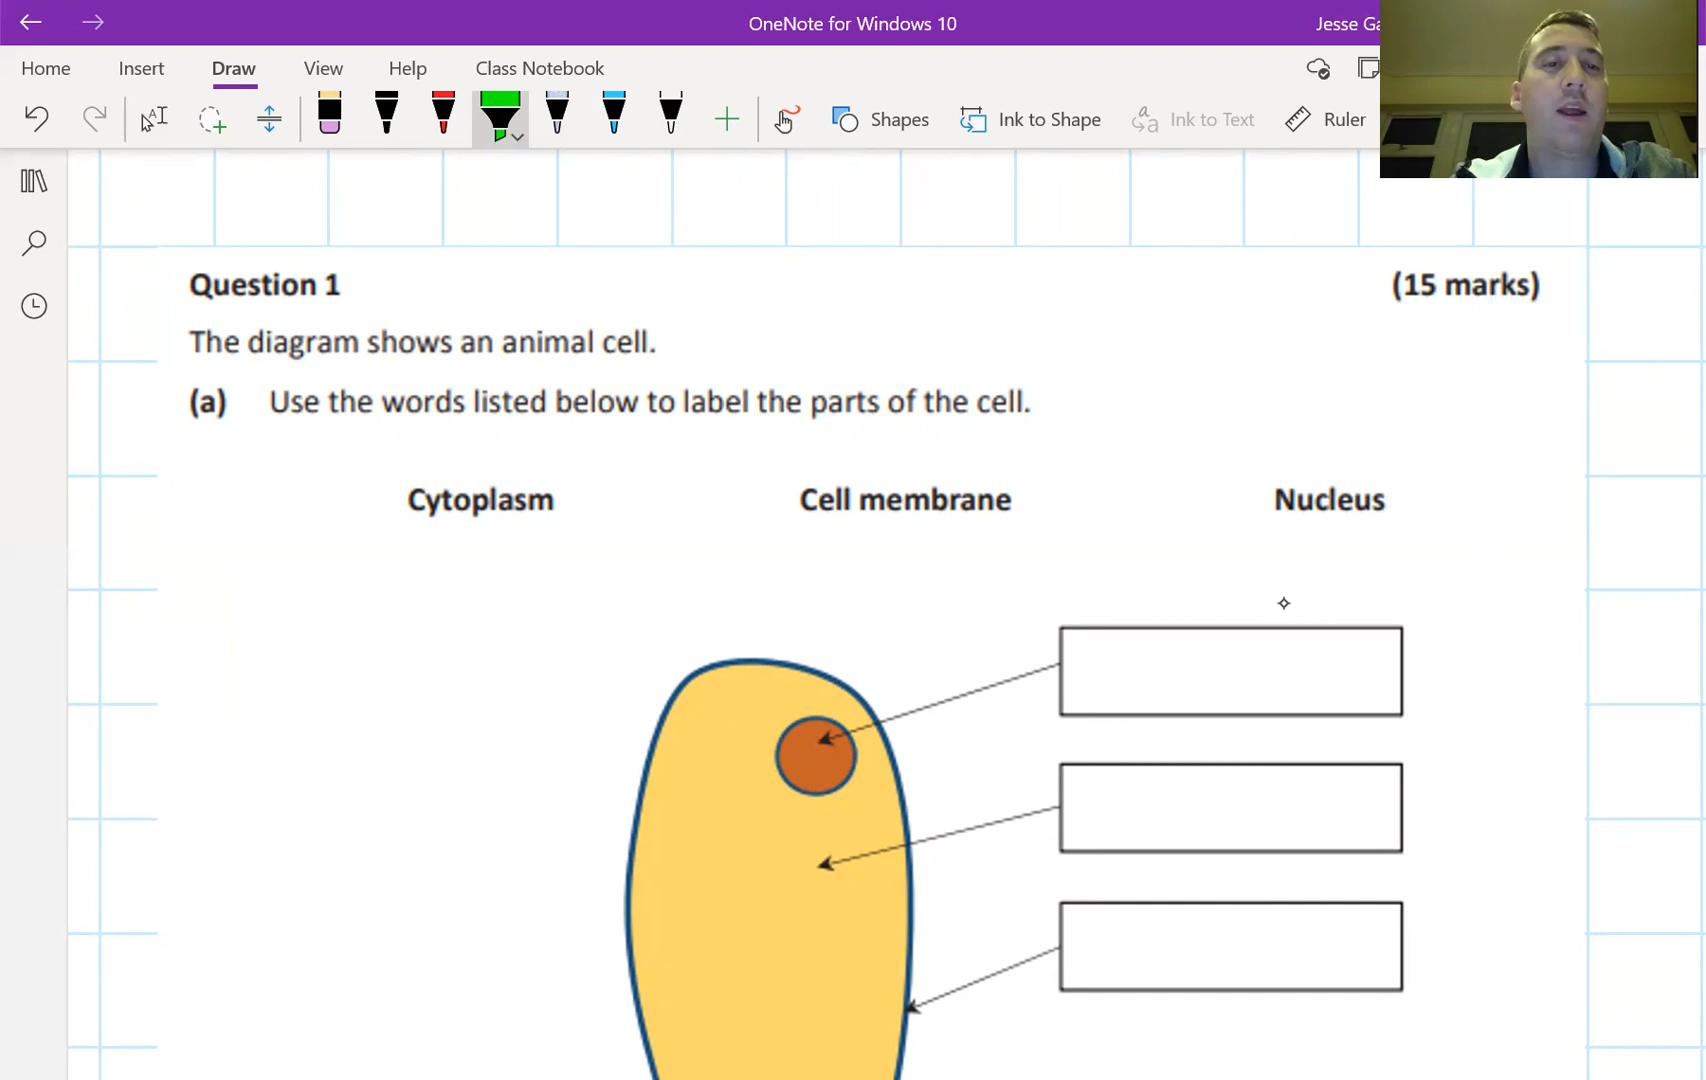 OneNote for Windows 10
Jesse
Home Insert Draw View Help Class Notebook
Shapes Ink to Shape Ink to Text Ruler
Question 1 (15 marks)
The diagram shows an animal cell.
(a) Use the words listed below to label the parts of the cell.
Cytoplasm Cell membrane Nucleus